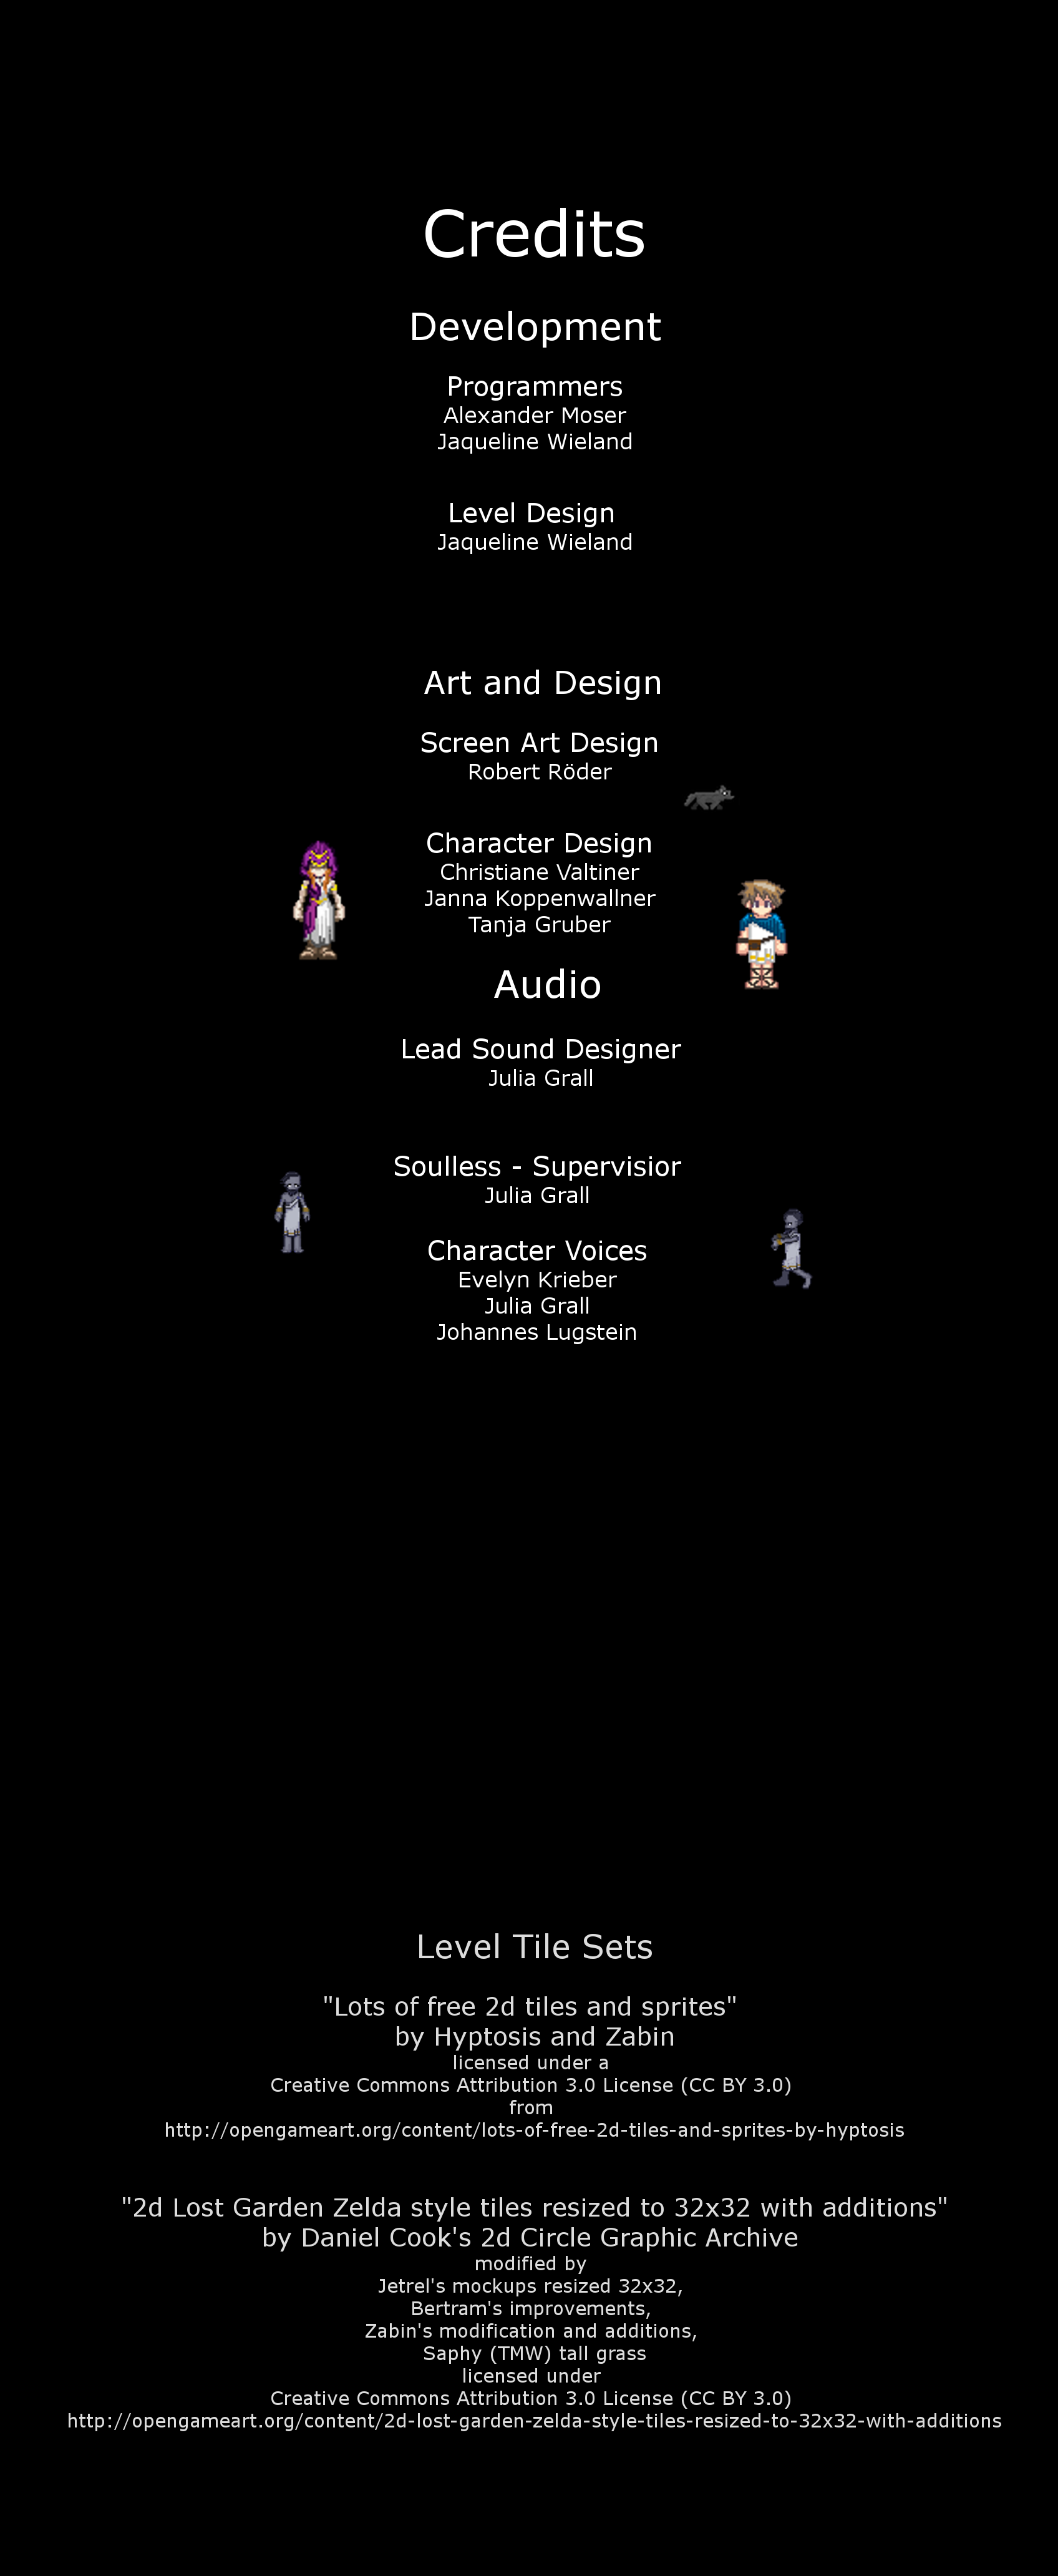 Credits
Development
Programmers
Alexander Moser
Jaqueline Wieland
Level Design
Jaqueline Wieland
Art and Design
Screen Art Design
Robert Röder
Character Design
Christiane Valtiner
Janna Koppenwallner
Tanja Gruber
Audio
Lead Sound Designer
Julia Grall
Soulless - Supervisior
Julia Grall
Character Voices
Evelyn Krieber
Julia Grall
Johannes Lugstein
Level Tile Sets
"Lots of free 2d tiles and sprites"
by Hyptosis and Zabin
licensed under a
Creative Commons Attribution 3.0 License (CC BY 3.0)
from
http://opengameart.org/content/lots-of-free-2d-tiles-and-sprites-by-hyptosis
"2d Lost Garden Zelda style tiles resized to 32x32 with additions"
by Daniel Cook's 2d Circle Graphic Archive
modified by
Jetrel's mockups resized 32x32,
Bertram's improvements,
Zabin's modification and additions,
Saphy (TMW) tall grass
licensed under
Creative Commons Attribution 3.0 License (CC BY 3.0)
http://opengameart.org/content/2d-lost-garden-zelda-style-tiles-resized-to-32x32-with-additions